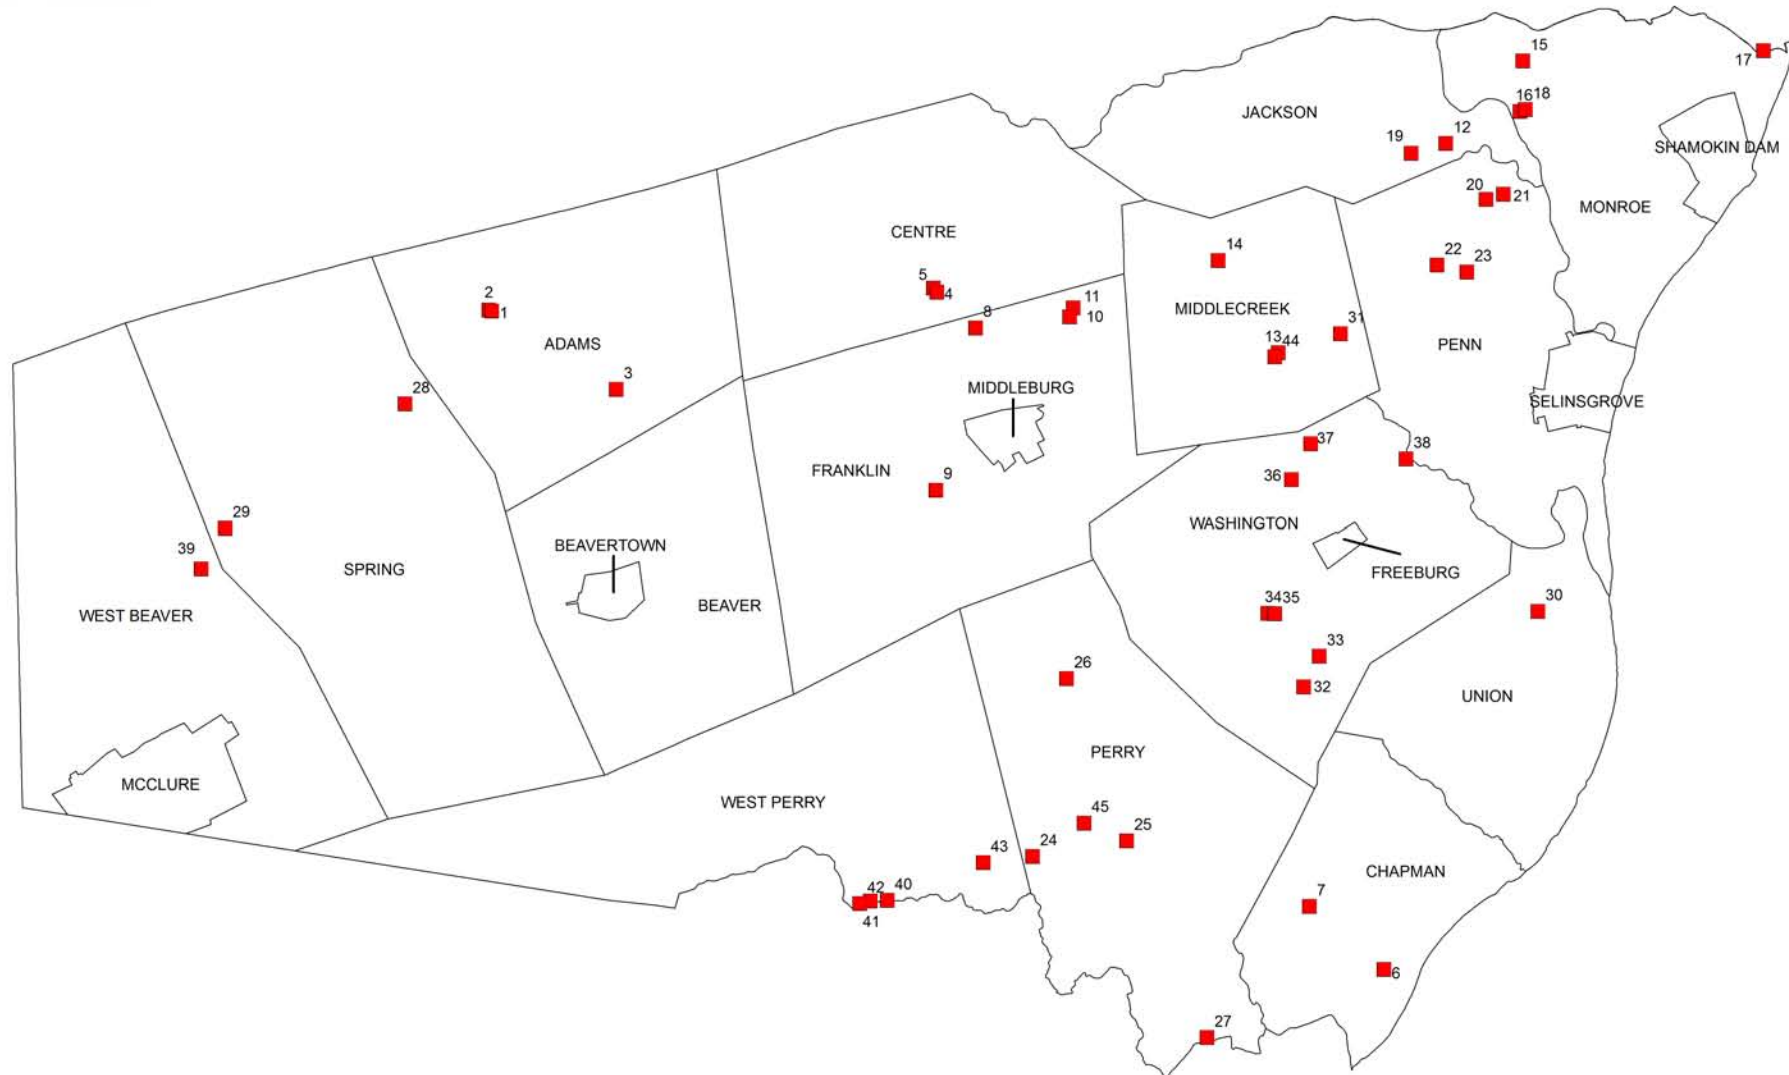 15
17
16 18
JACKSON
12
19
SHAMOKIN DAM
20
21
MONROE
CENTRE
14
22
23
5
4
2
1
11
10
8
MIDDLECREEK
31
ADAMS
13 44
PENN
3
28
MIDDLEBURG
SELINSGROVE
37
38
FRANKLIN
9
36
29
WASHINGTON
39
BEAVERTOWN
SPRING
FREEBURG
34 35
30
WEST BEAVER
BEAVER
33
26
32
UNION
PERRY
MCCLURE
WEST PERRY
45
25
24
43
CHAPMAN
42 40
41
7
6
27